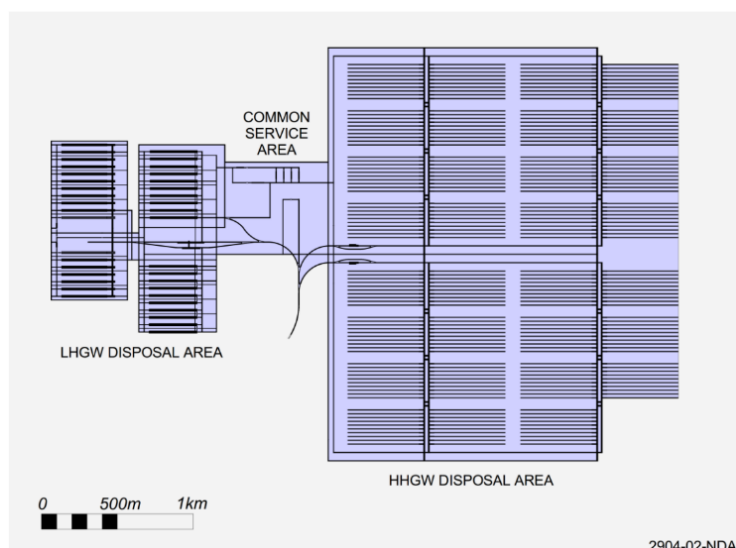 COMMON
SERVICE
AREA
LHGW DISPOSAL AREA
HHGW DISPOSAL AREA
0 500m 1km
2904-02-NDA